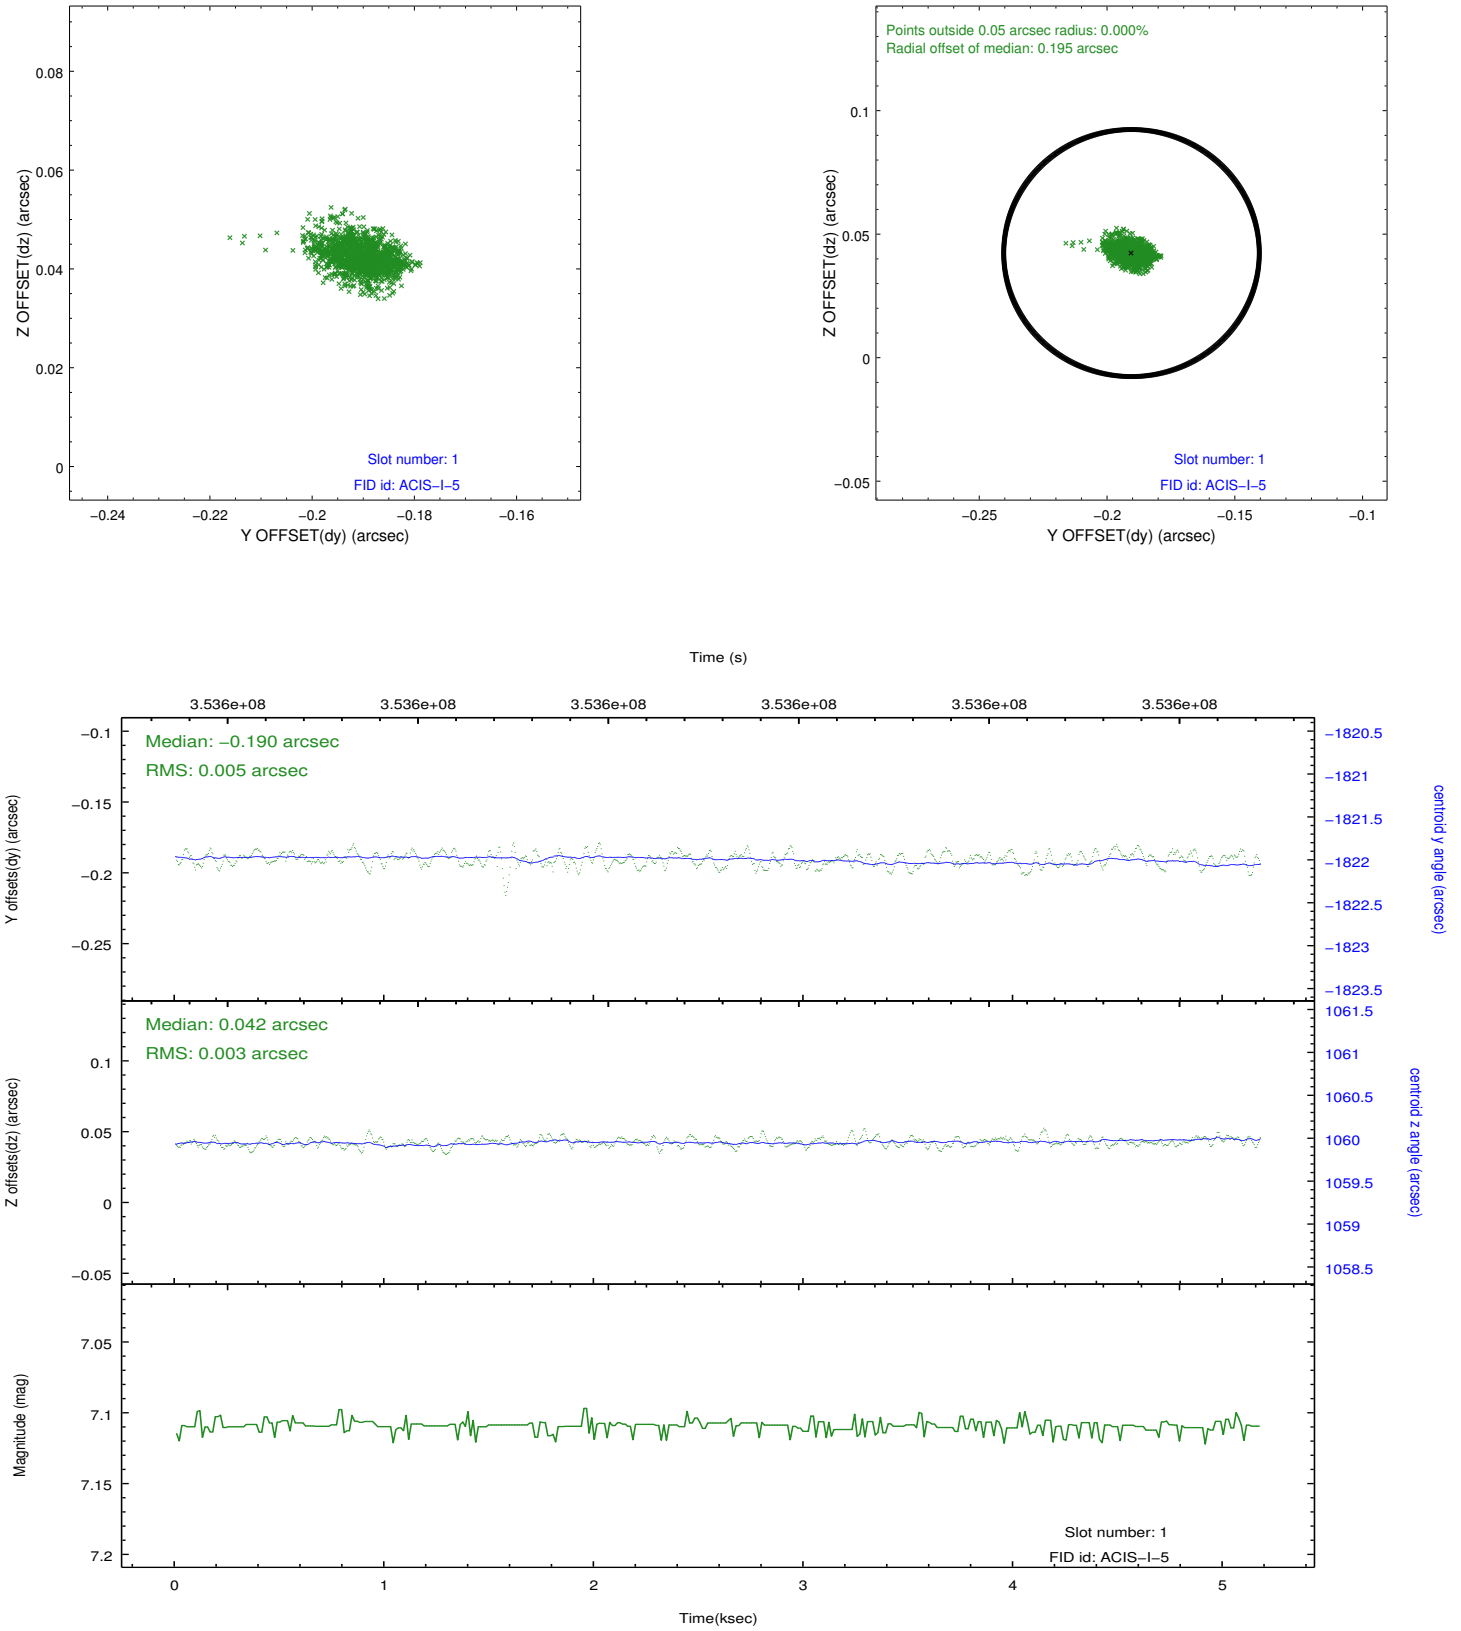 0.08
0.06
0.04
0.02
0
Z OFFSET(dz) (arcsec)
Slot number: 1
FID id: ACIS−I−5
−0.24
−0.22
−0.2
−0.18
−0.16
Y OFFSET(dy) (arcsec)
Points outside 0.05 arcsec radius: 0.000%
Radial offset of median: 0.195 arcsec
0.1
0.05
0
−0.05
Z OFFSET(dz) (arcsec)
Slot number: 1
FID id: ACIS−I−5
−0.25
−0.2
−0.15
−0.1
Y OFFSET(dy) (arcsec)
Time (s)
3.536e+08
3.536e+08
3.536e+08
3.536e+08
3.536e+08
3.536e+08
Median: −0.190 arcsec
RMS: 0.005 arcsec
−0.1
−0.15
−0.2
−0.25
Y offsets(dy) (arcsec)
−1820.5
−1821
−1821.5
−1822
−1822.5
−1823
−1823.5
centroid y angle (arcsec)
Median: 0.042 arcsec
RMS: 0.003 arcsec
0.1
0.05
0
−0.05
Z offsets(dz) (arcsec)
1061.5
1061
1060.5
1060
1059.5
1059
1058.5
centroid z angle (arcsec)
7.05
7.1
7.15
7.2
Magnitude (mag)
Slot number: 1
FID id: ACIS−I−5
0
1
2
3
4
5
Time(ksec)